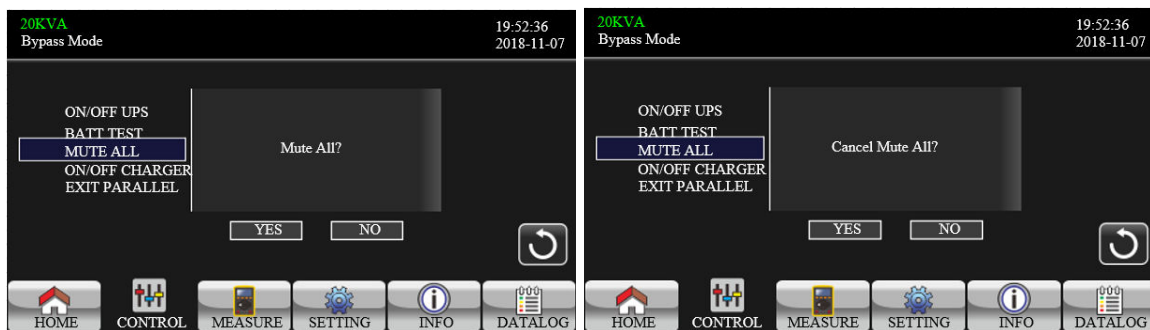 20KVA
Bypass Mode
19:52:36
2018-11-07
ON/OFF UPS
BATT TEST
MUTE ALL
ON/OFF CHARGER
EXIT PARALLEL
Mute All?
YES
NO
HOME
CONTROL
MEASURE
SETTING
INFO
DATALOG
20KVA
Bypass Mode
19:52:36
2018-11-07
ON/OFF UPS
BATT TEST
MUTE ALL
ON/OFF CHARGER
EXIT PARALLEL
Cancel Mute All?
YES
NO
HOME
CONTROL
MEASURE
SETTING
INFO
DATALOG